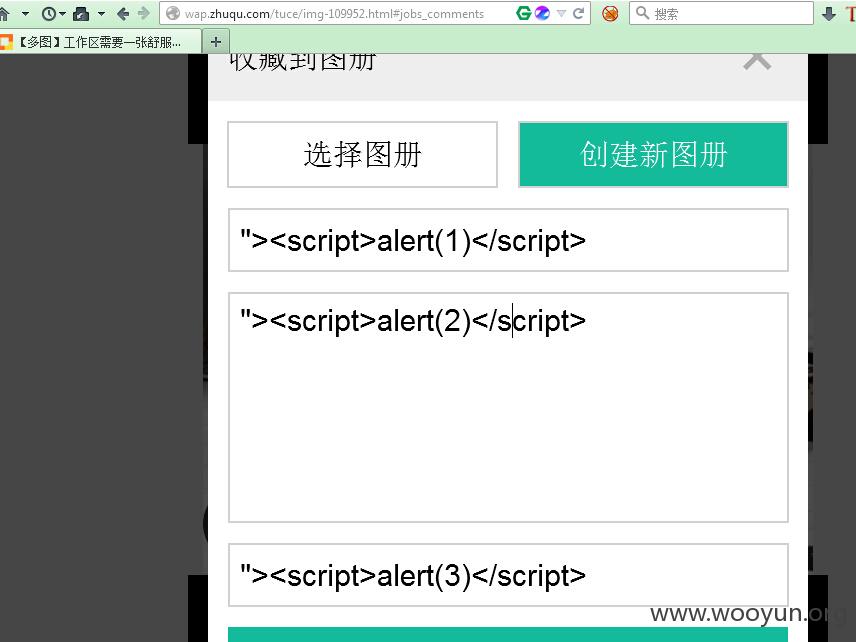 wap.zhuqu.com/tuce/img-109952.html#jobs_comments
搜索
【多图】工作区需要一张舒服...
收藏到图册
选择图册
创建新图册
"><script>alert(1)</script>
"><script>alert(2)</script>
"><script>alert(3)</script>
www.wooyun.org